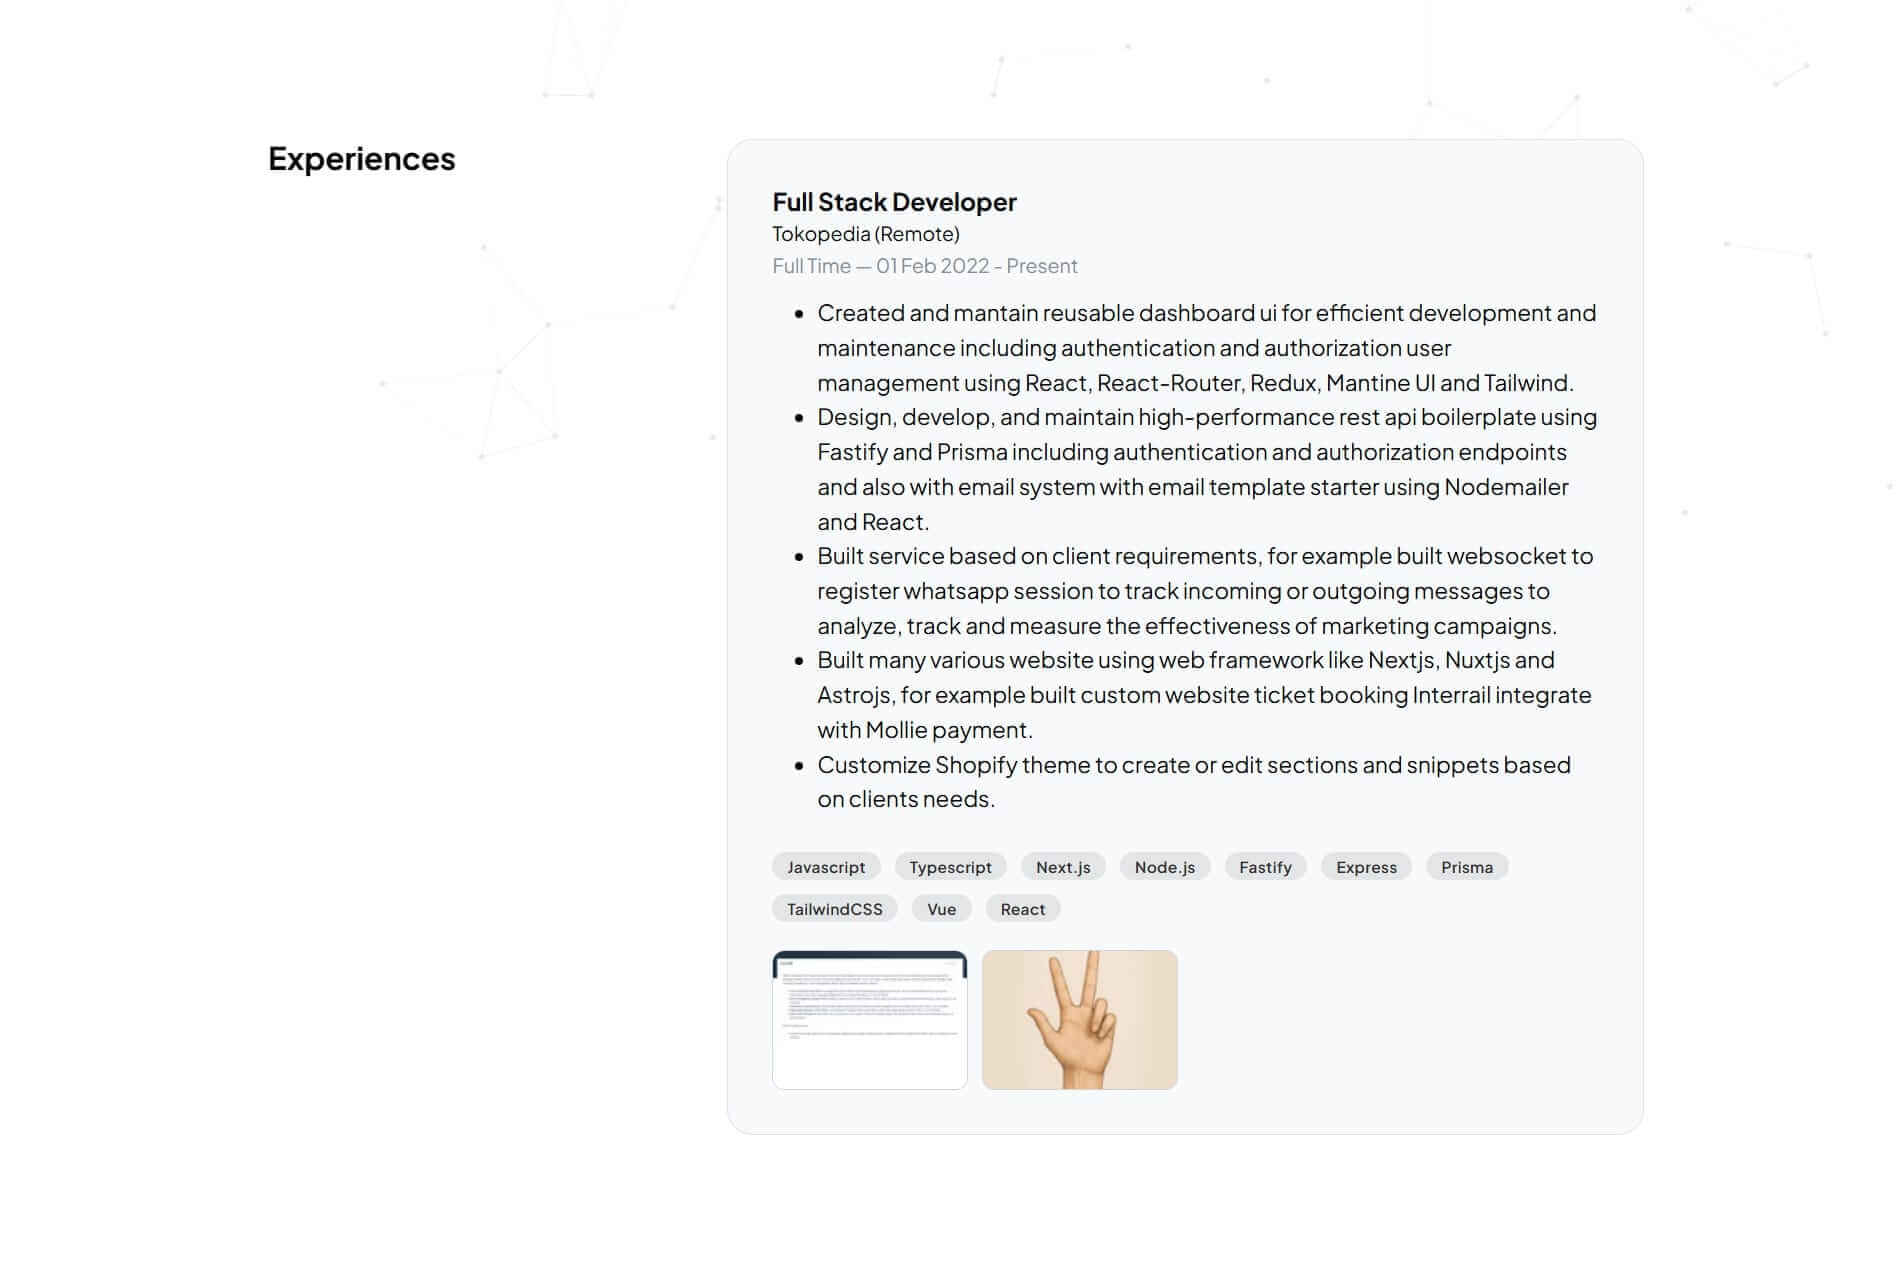 Experiences
Full Stack Developer
Tokopedia (Remote)
Full Time — 01 Feb 2022 - Present
Created and mantain reusable dashboard ui for efficient development and
maintenance including authentication and authorization user
management using React, React-Router, Redux, Mantine UI and Tailwind.
Design, develop, and maintain high-performance rest api boilerplate using
Fastify and Prisma including authentication and authorization endpoints
and also with email system with email template starter using Nodemailer
and React.
Built service based on client requirements, for example built websocket to
register whatsapp session to track incoming or outgoing messages to
analyze, track and measure the effectiveness of marketing campaigns.
Built many various website using web framework like Nextjs, Nuxtjs and
Astrojs, for example built custom website ticket booking Interrail integrate
with Mollie payment.
Customize Shopify theme to create or edit sections and snippets based
on clients needs.
Javascript Typescript Next.js Node.js Fastify Express Prisma
TailwindCSS Vue React